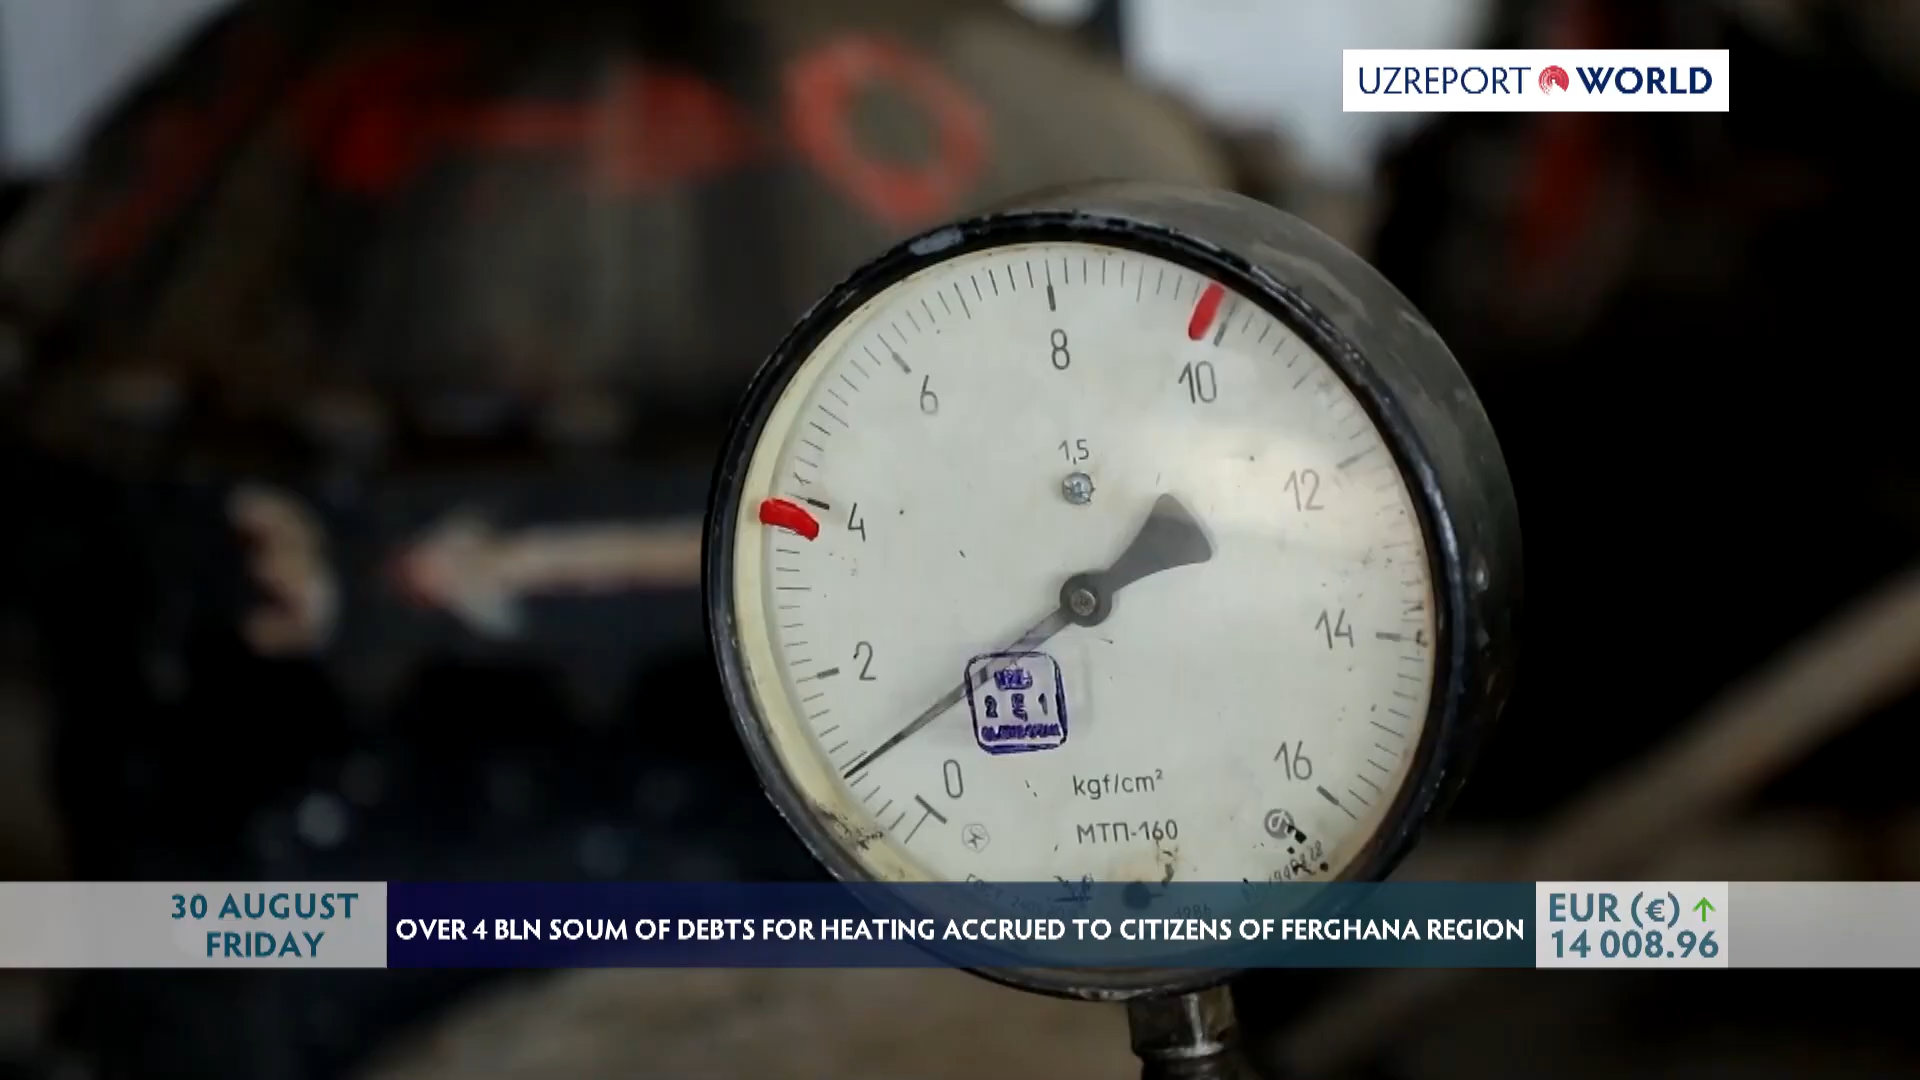 UZREPORT WORLD
8
10
6
1,5
12
4
14
2
2 1
16
0
kgf/cm²
МТП-160
30 AUGUST
FRIDAY
OVER 4 BLN SOUM OF DEBTS FOR HEATING ACCRUED TO CITIZENS OF FERGHANA REGION
EUR (€)
14 008.96